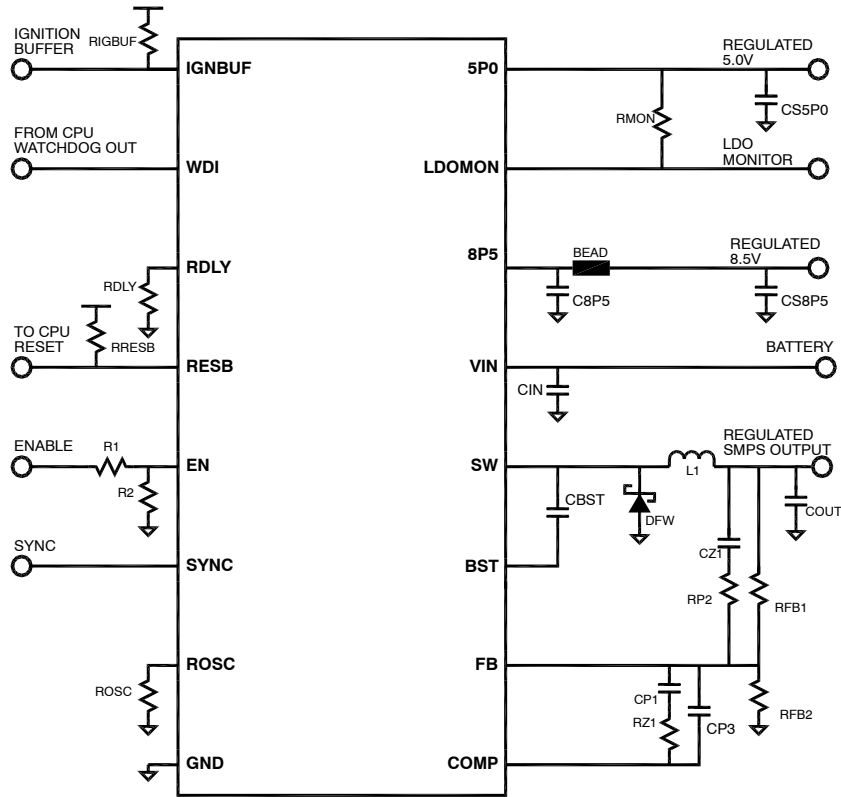 IGNITION
BUFFER
RIGBUF
IGNBUF
5P0
REGULATED
5.0V
CS5P0
RMON
FROM CPU
WATCHDOG OUT
WDI
LDOMON
LDO
MONITOR
RDLY
RDLY
8P5
BEAD
REGULATED
8.5V
C8P5
CS8P5
TO CPU
RESET
RRESB
RESB
VIN
BATTERY
CIN
ENABLE
R1
R2
EN
SW
REGULATED
SMPS OUTPUT
L1
CBST
DFW
COUT
SYNC
SYNC
BST
CZ1
RP2
RFB1
ROSC
ROSC
FB
CP1
RZ1
CP3
RFB2
GND
COMP